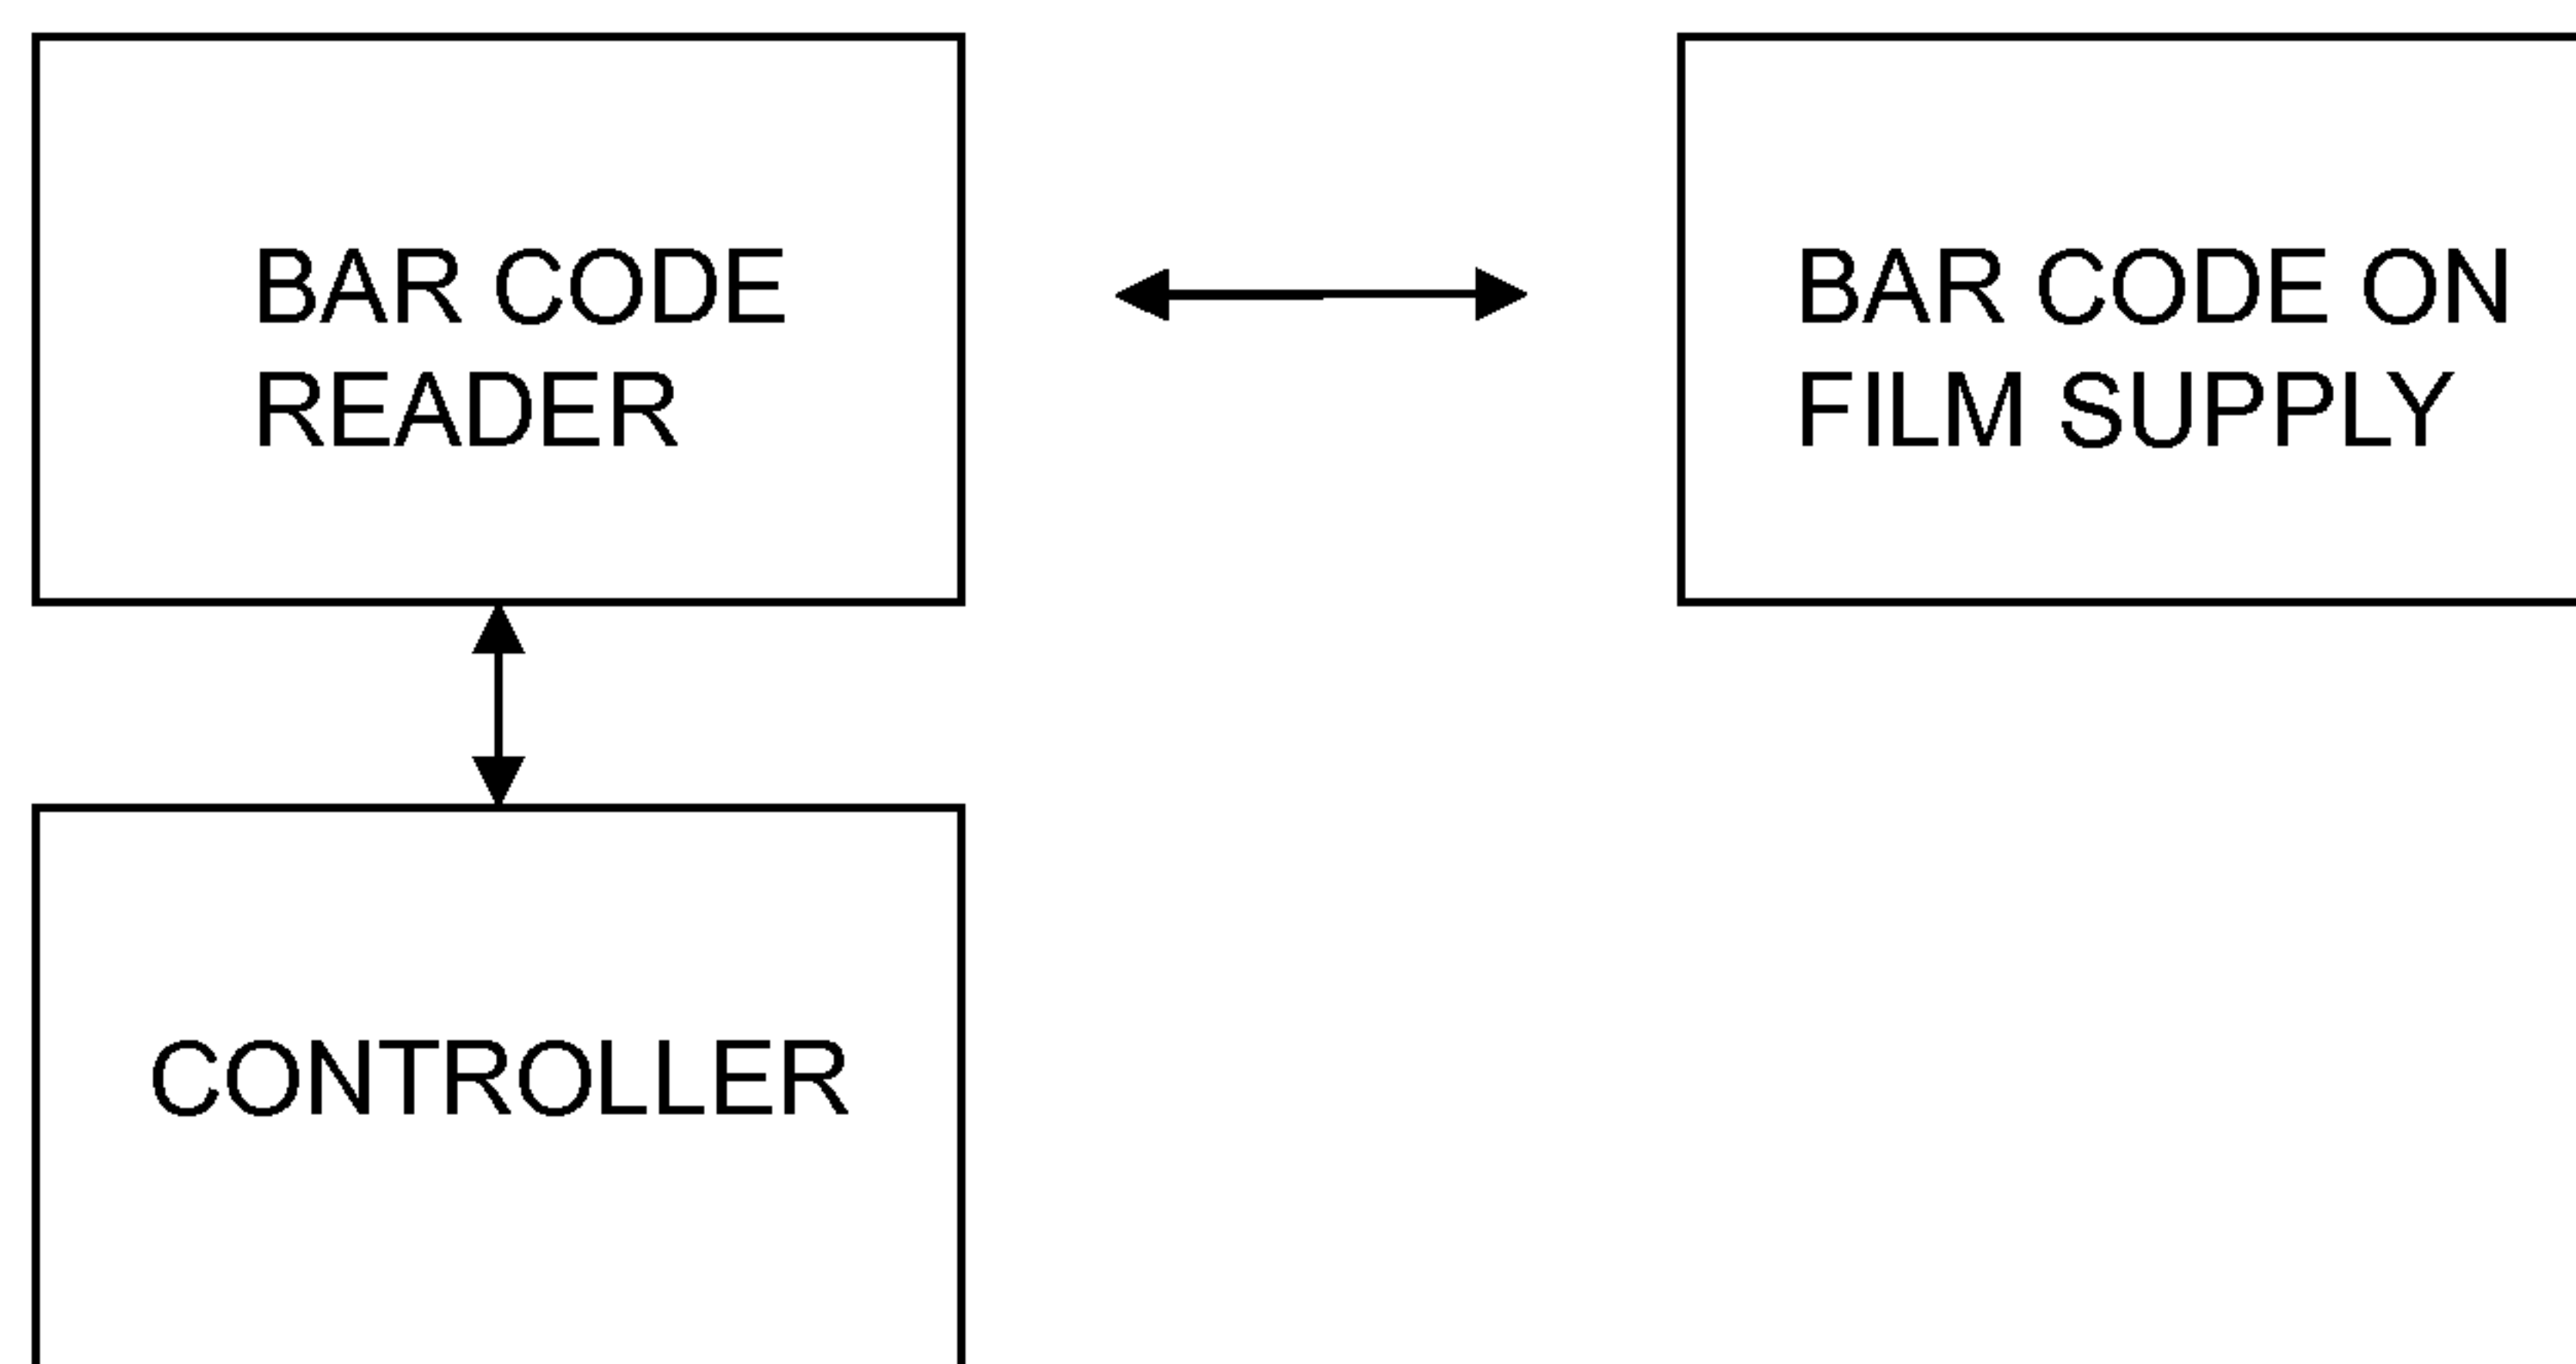 BAR CODE
READER
BAR CODE ON
FILM SUPPLY
CONTROLLER